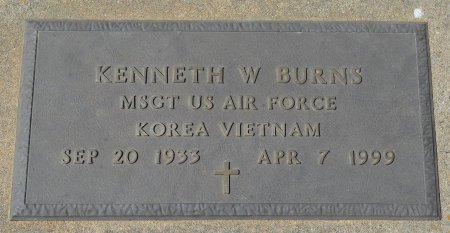 KENNETH W BURNS
MSGT US AIR FORCE
KOREA VIETNAM
SEP 20 1933 APR 7 1999